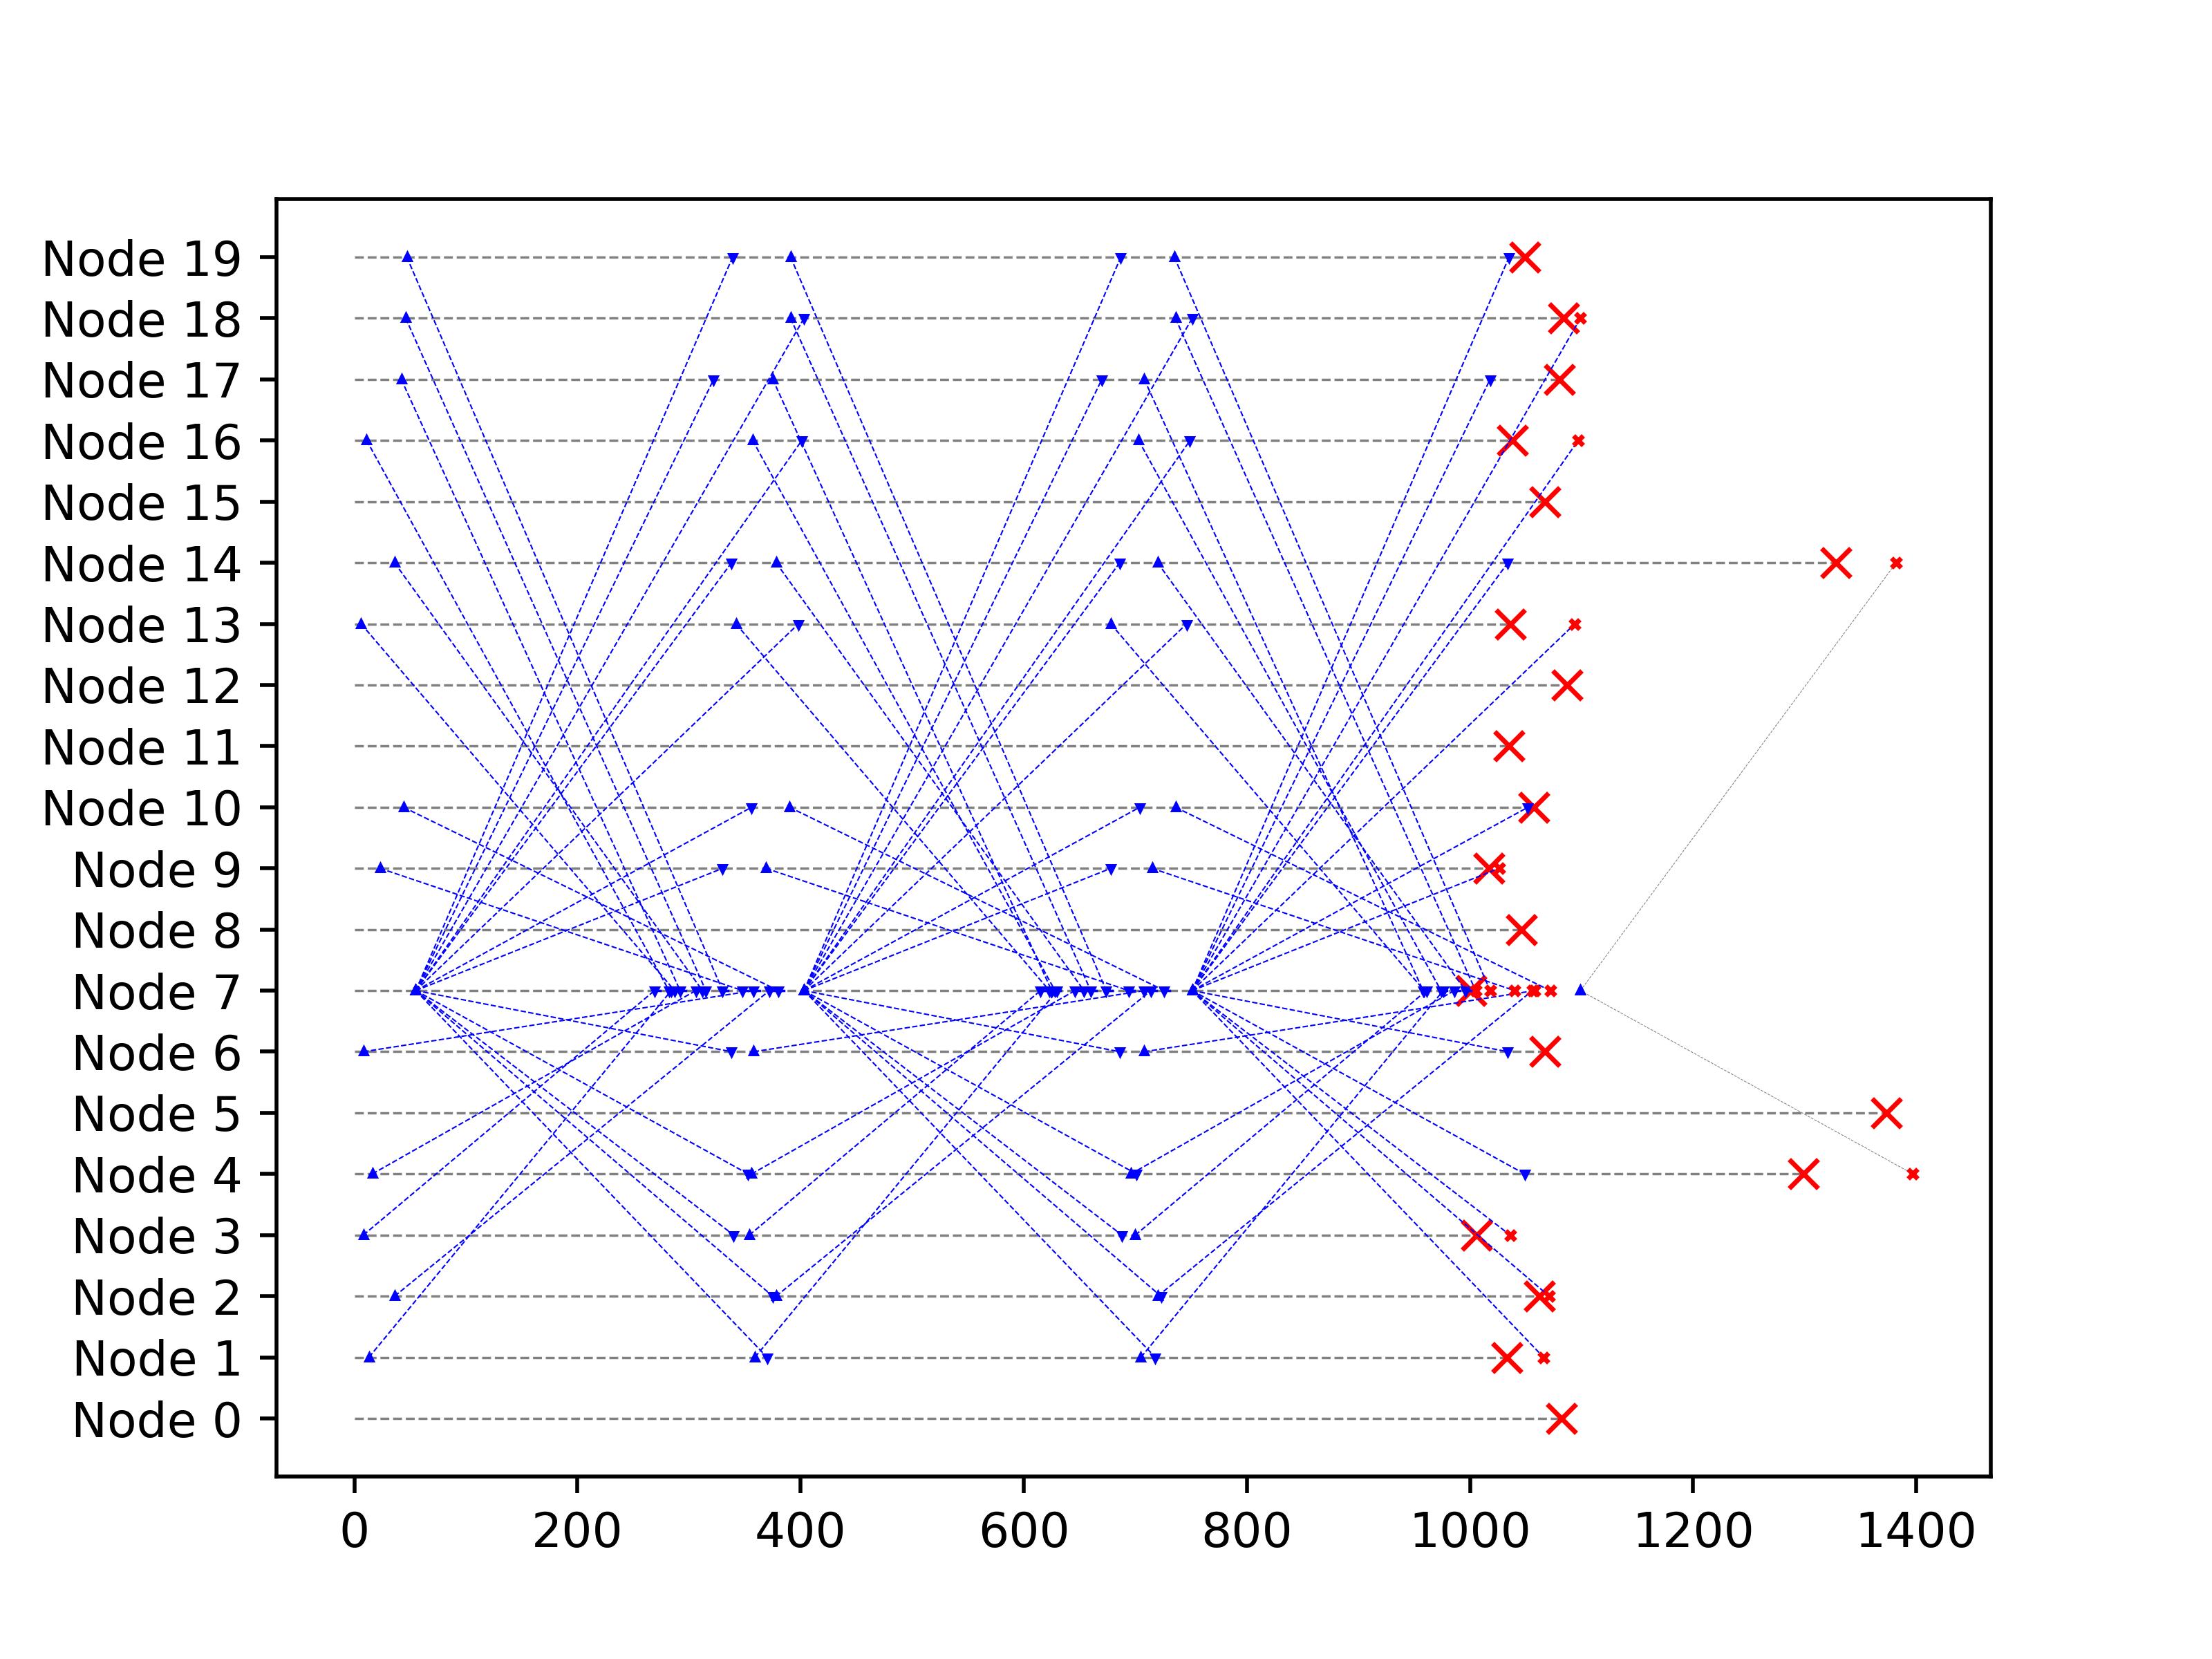 Node 19
Node 18
Node 17
Node 16
Node 15
Node 14
Node 13
Node 12
Node 11
Node 10
Node 9
Node 8
Node 7
Node 6
Node 5
Node 4
Node 3
Node 2
Node 1
Node 0
0 200 400 600 800 1000 1200 1400